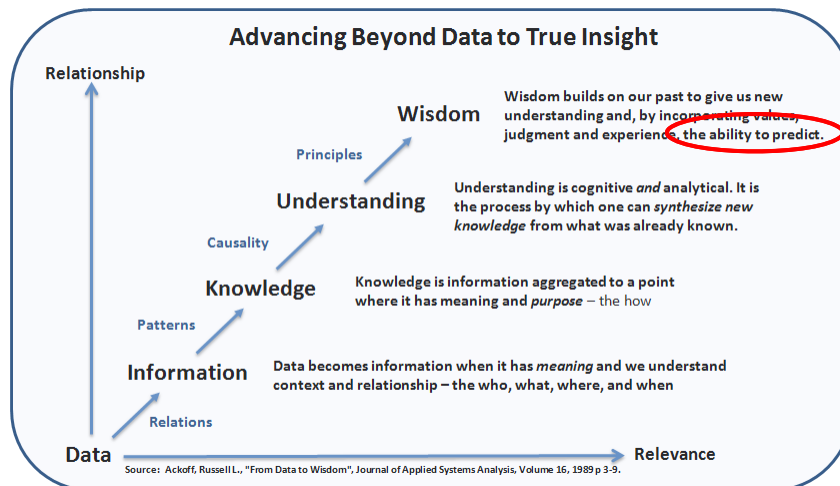 Advancing Beyond Data to True Insight
Relationship
Wisdom
Wisdom builds on our past to give us new
understanding and, by incorporating values,
judgment and experience, the ability to predict.
Principles
Understanding
Understanding is cognitive and analytical. It is
the process by which one can synthesize new
knowledge from what was already known.
Causality
Knowledge
Knowledge is information aggregated to a point
where it has meaning and purpose – the how
Patterns
Information
Data becomes information when it has meaning and we understand
context and relationship – the who, what, where, and when
Relations
Data
Relevance
Source: Ackoff, Russell L., "From Data to Wisdom", Journal of Applied Systems Analysis, Volume 16, 1989 p 3-9.